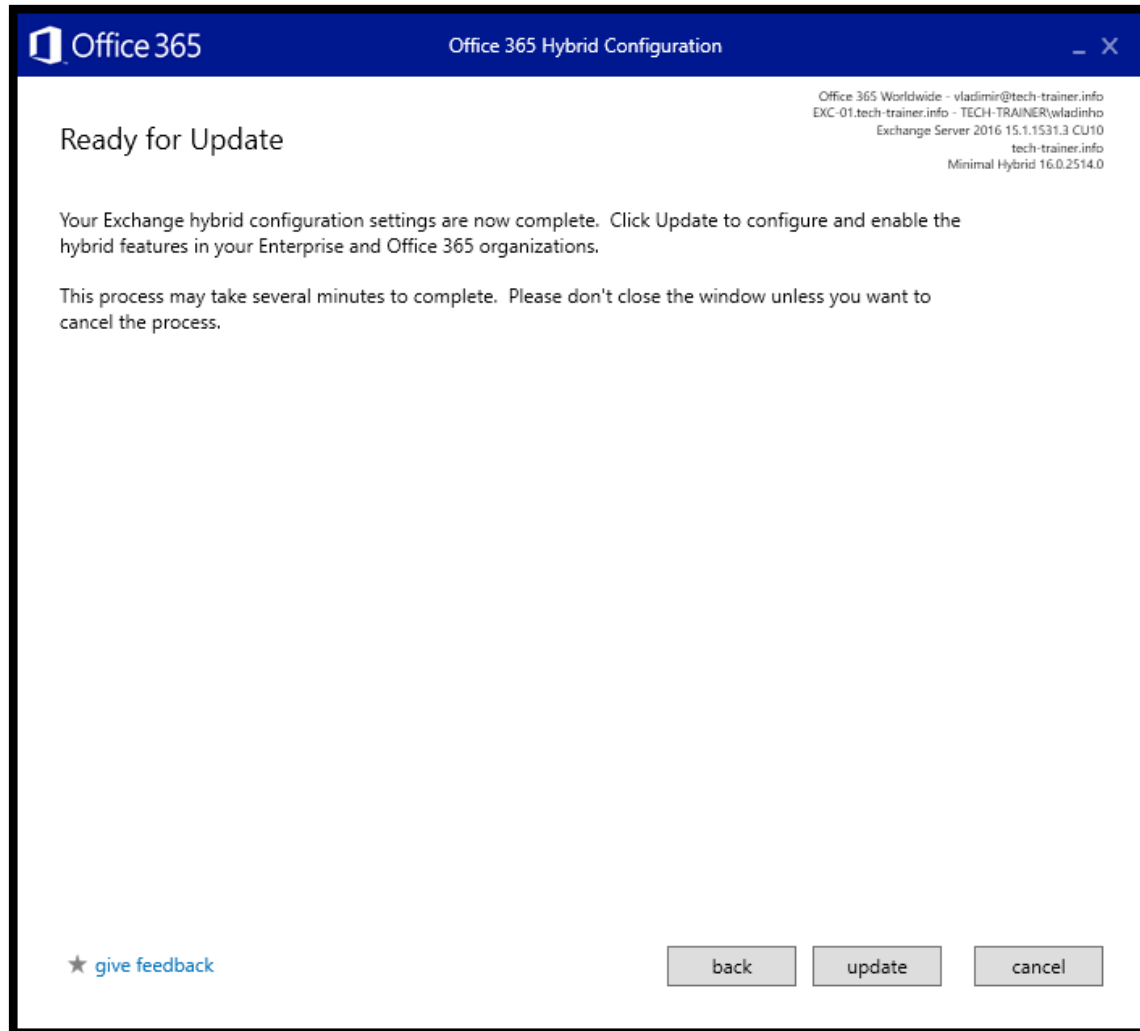 Office 365
Office 365 Hybrid Configuration
Office 365 Worldwide - vladimir@tech-trainer.info
EXC-01.tech-trainer.info - TECH-TRAINER\wladinho
Exchange Server 2016 15.1.1531.3 CU10
tech-trainer.info
Minimal Hybrid 16.0.2514.0
Ready for Update
Your Exchange hybrid configuration settings are now complete.  Click Update to configure and enable the
hybrid features in your Enterprise and Office 365 organizations.
This process may take several minutes to complete.  Please don't close the window unless you want to
cancel the process.
give feedback
back
update
cancel